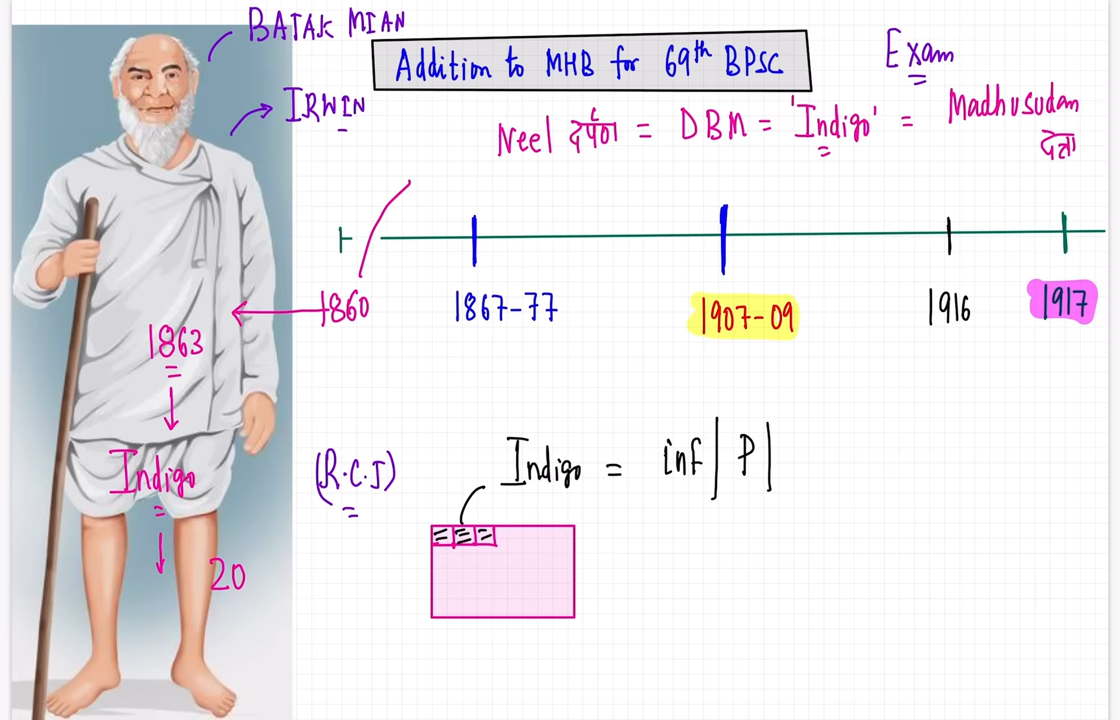 BATAK MIAN
Addition to MHB for 69th BPSC
Exam
IRWIN
Neel दर्पण = DBM = 'Indigo' = Madhusudan
दत्ता
1860
1867-77
1907-09
1916
1917
1863
Indigo
20
(R.C.J)
Indigo = inf | P |